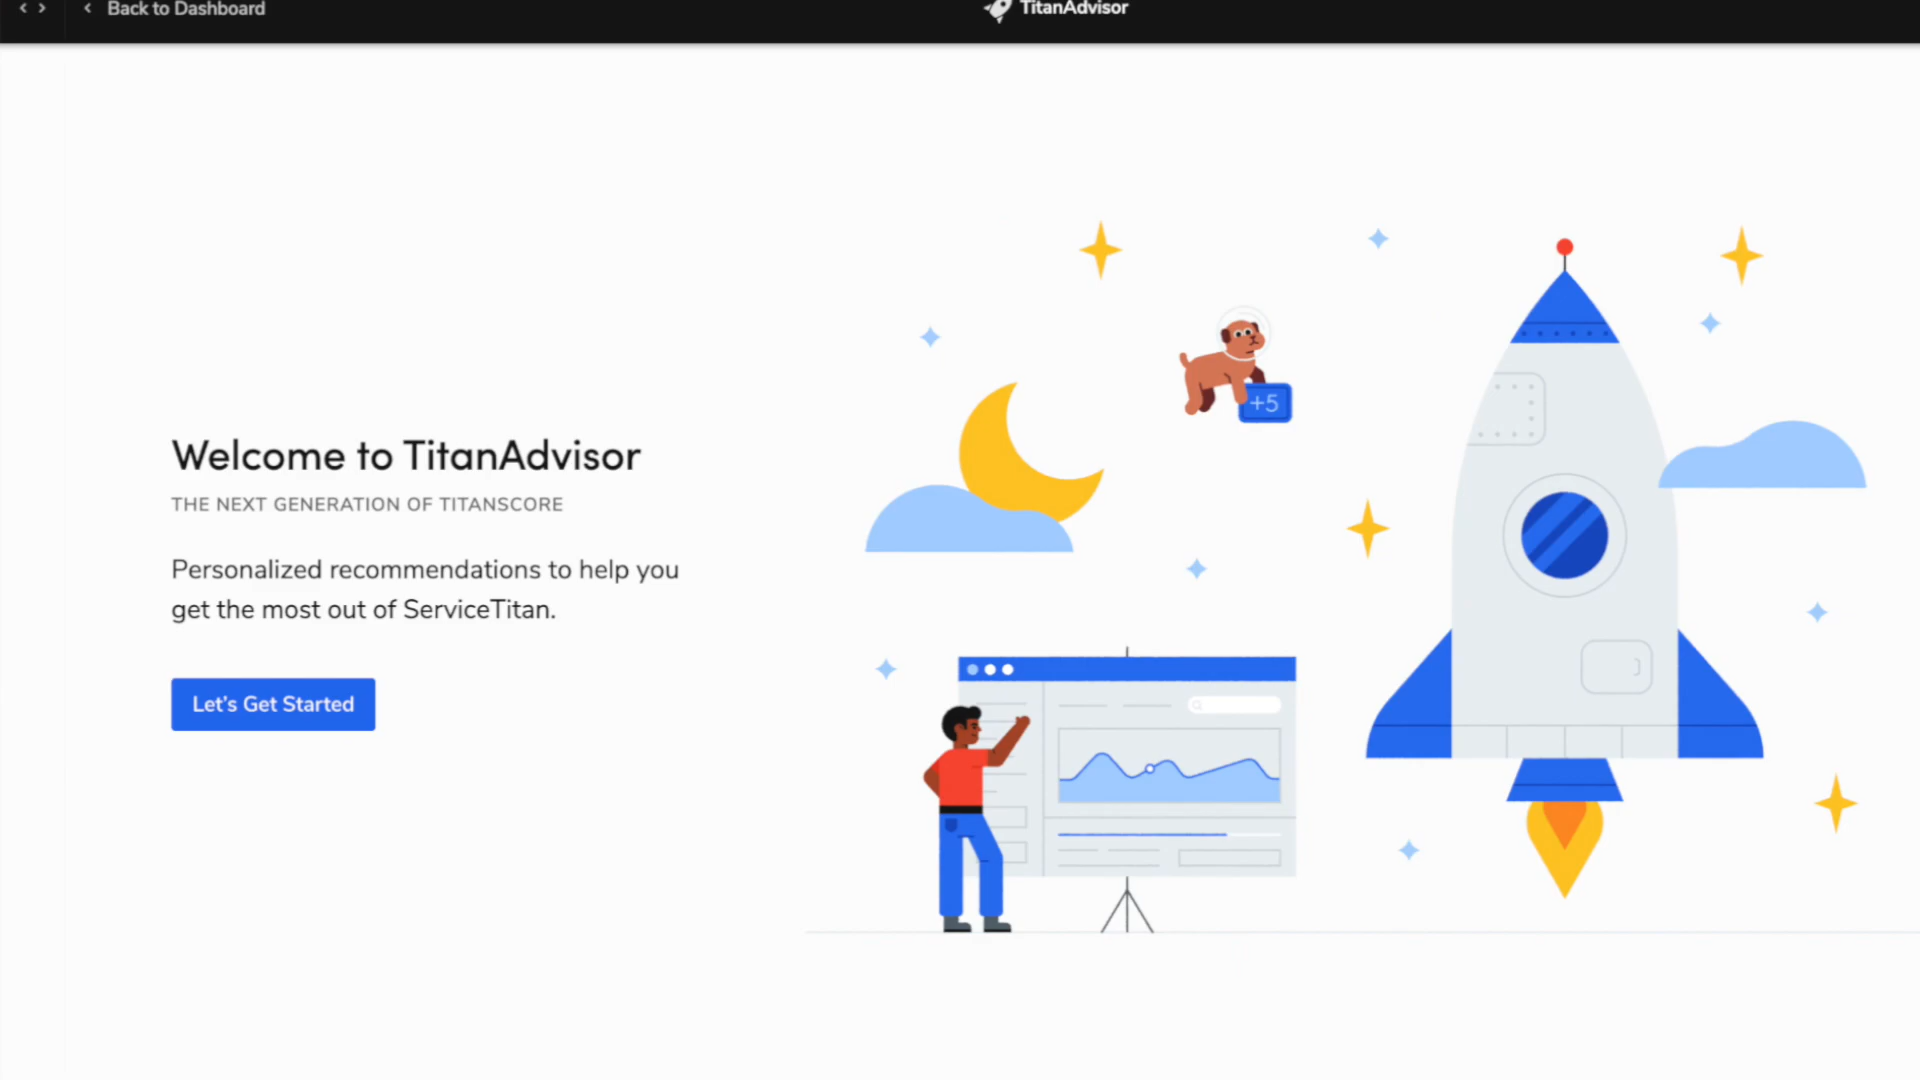 Back to Dashboard
TitanAdvisor
Welcome to TitanAdvisor
THE NEXT GENERATION OF TITANSCORE
Personalized recommendations to help you
get the most out of ServiceTitan.
Let's Get Started
+5